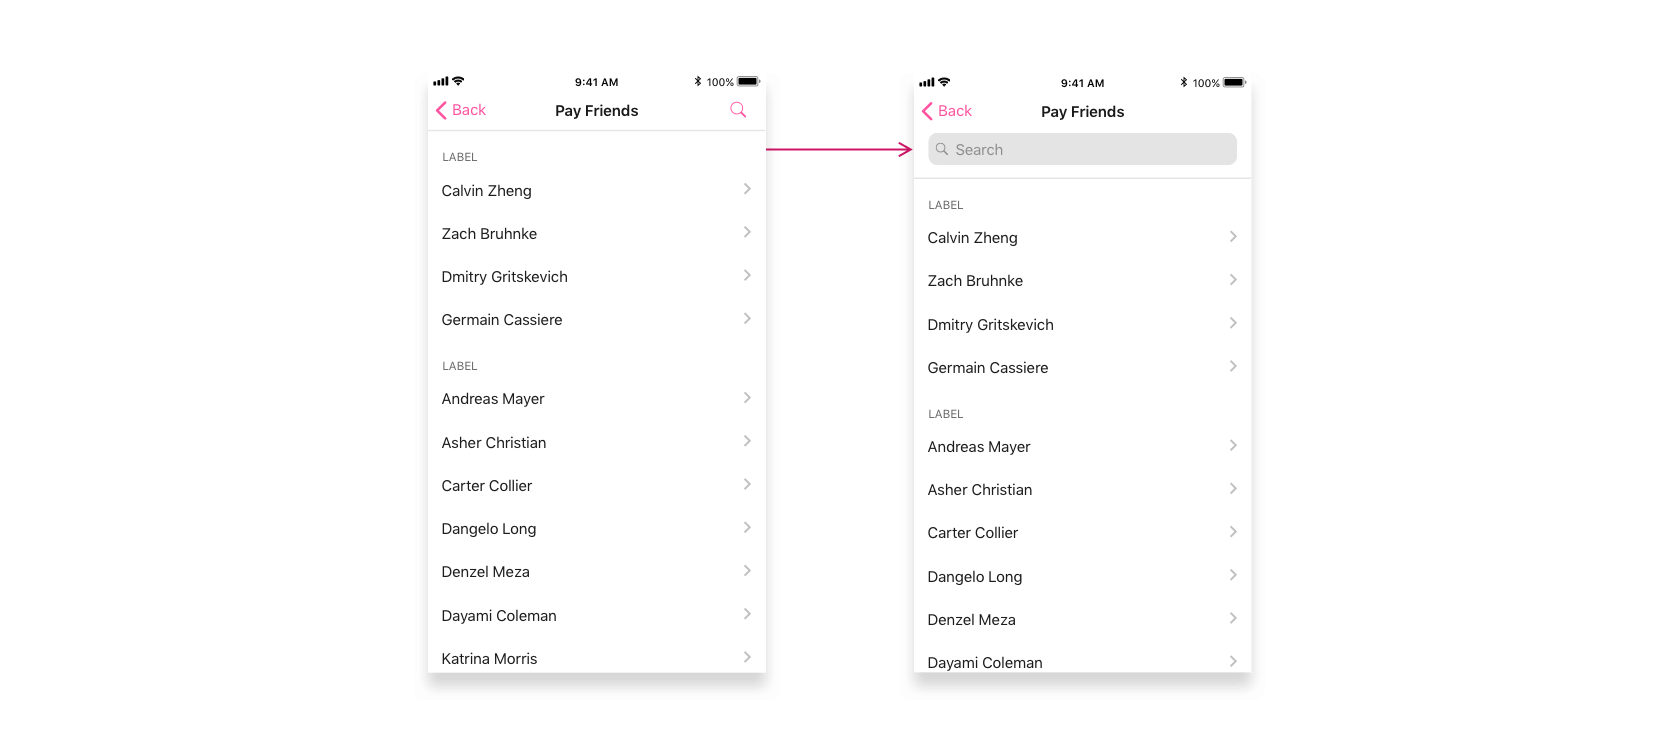 9:41 AM 100%
Back Pay Friends
LABEL
Calvin Zheng
Zach Bruhnke
Dmitry Gritskevich
Germain Cassiere
LABEL
Andreas Mayer
Asher Christian
Carter Collier
Dangelo Long
Denzel Meza
Dayami Coleman
Katrina Morris
9:41 AM 100%
Back Pay Friends
Search
LABEL
Calvin Zheng
Zach Bruhnke
Dmitry Gritskevich
Germain Cassiere
LABEL
Andreas Mayer
Asher Christian
Carter Collier
Dangelo Long
Denzel Meza
Dayami Coleman